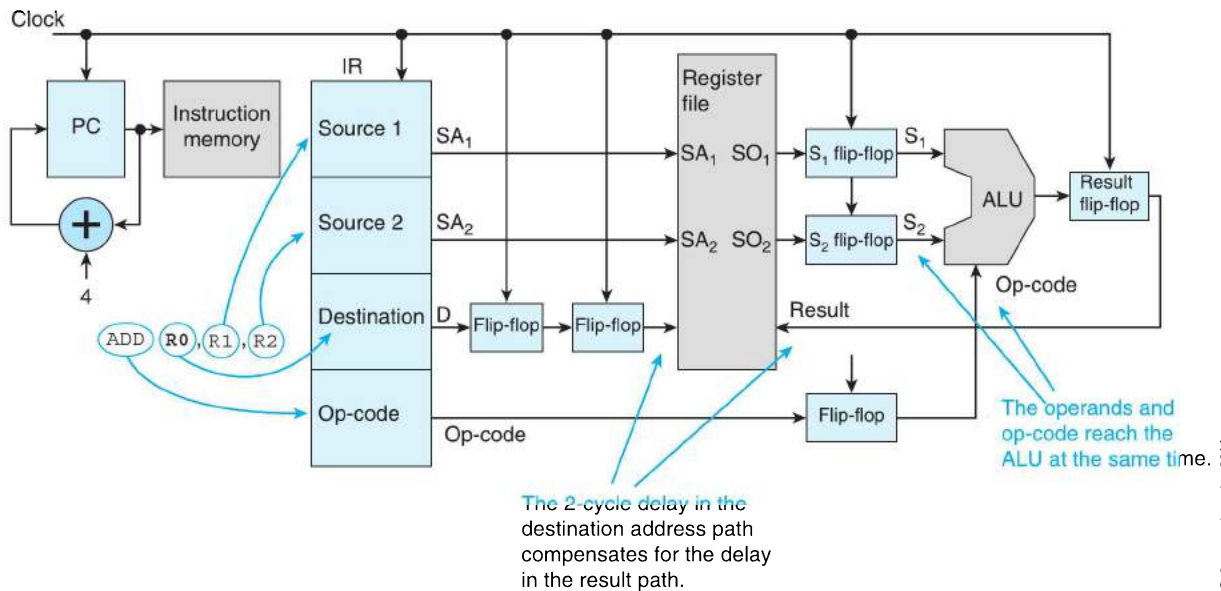 Clock
IR
PC
Instruction
memory
4
ADD R0,R1,R2
Source 1
SA1
Source 2
SA2
Destination
D
Op-code
Op-code
Flip-flop
Flip-flop
Register
file
SA1 SO1
SA2 SO2
S1 flip-flop
S1
S2 flip-flop
S2
ALU
Result
flip-flop
Op-code
Result
Flip-flop
The operands and
op-code reach the
ALU at the same time.
The 2-cycle delay in the
destination address path
compensates for the delay
in the result path.